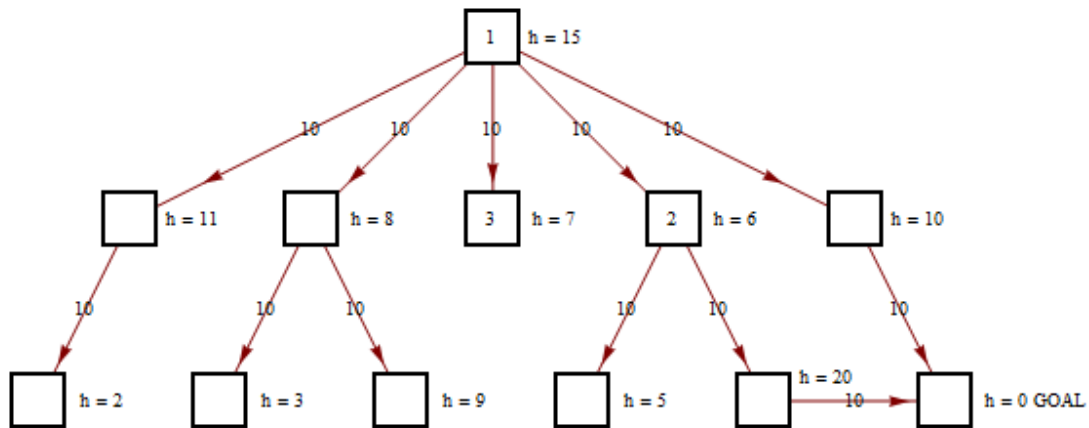 1 h = 15
10 10 10 10 10
h = 11 h = 8 3 h = 7 2 h = 6 h = 10
10 10 10 10 10 10
h = 20
h = 2 h = 3 h = 9 h = 5 10 h = 0 GOAL